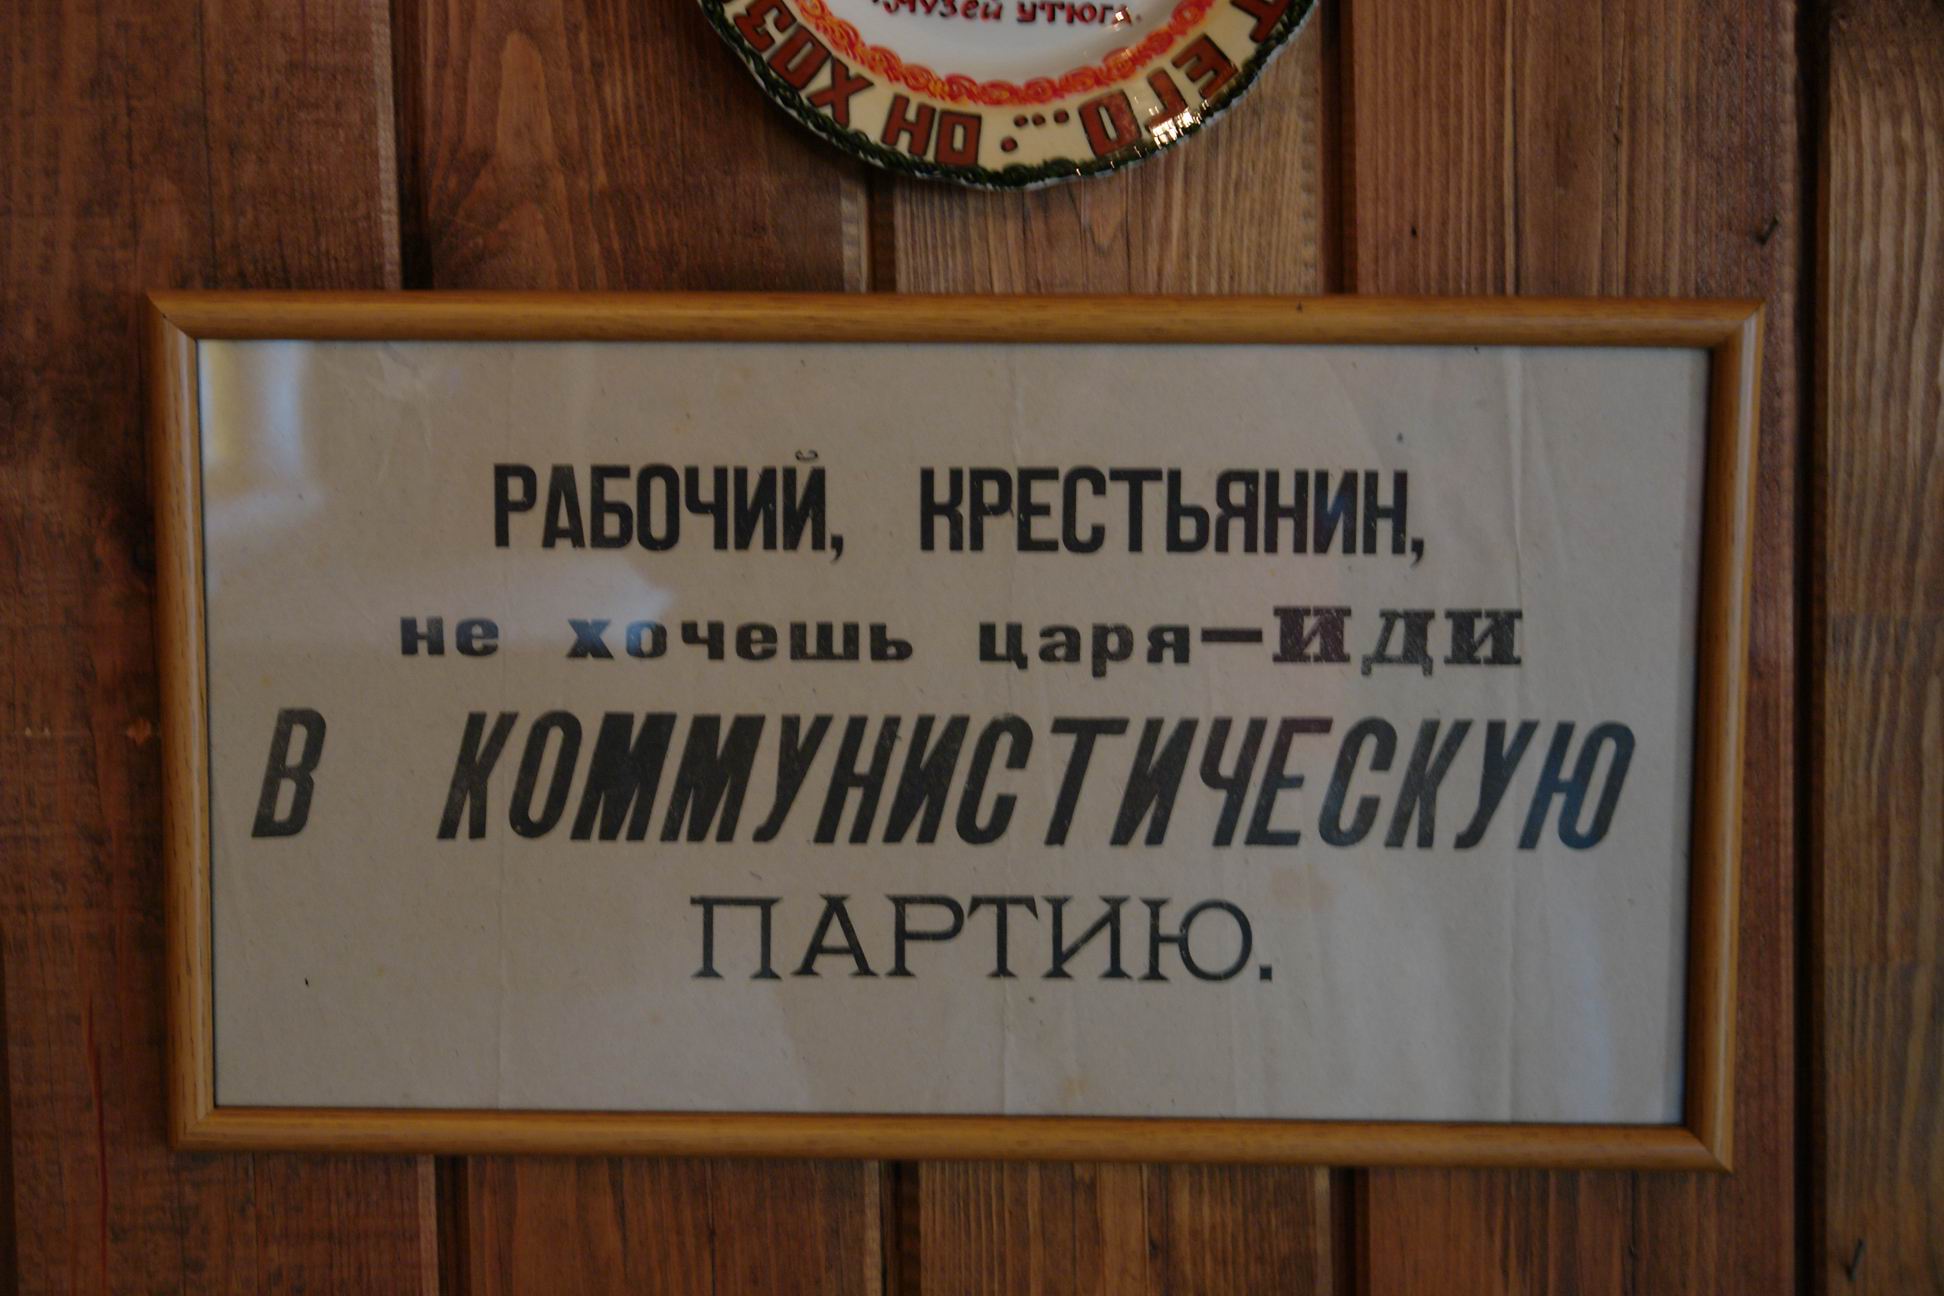 Музей утюга.
Т ЕГО... ОН ХОЗ
РАБОЧИЙ, КРЕСТЬЯНИН,
не хочешь царя—ИДИ
В КОММУНИСТИЧЕСКУЮ
ПАРТИЮ.